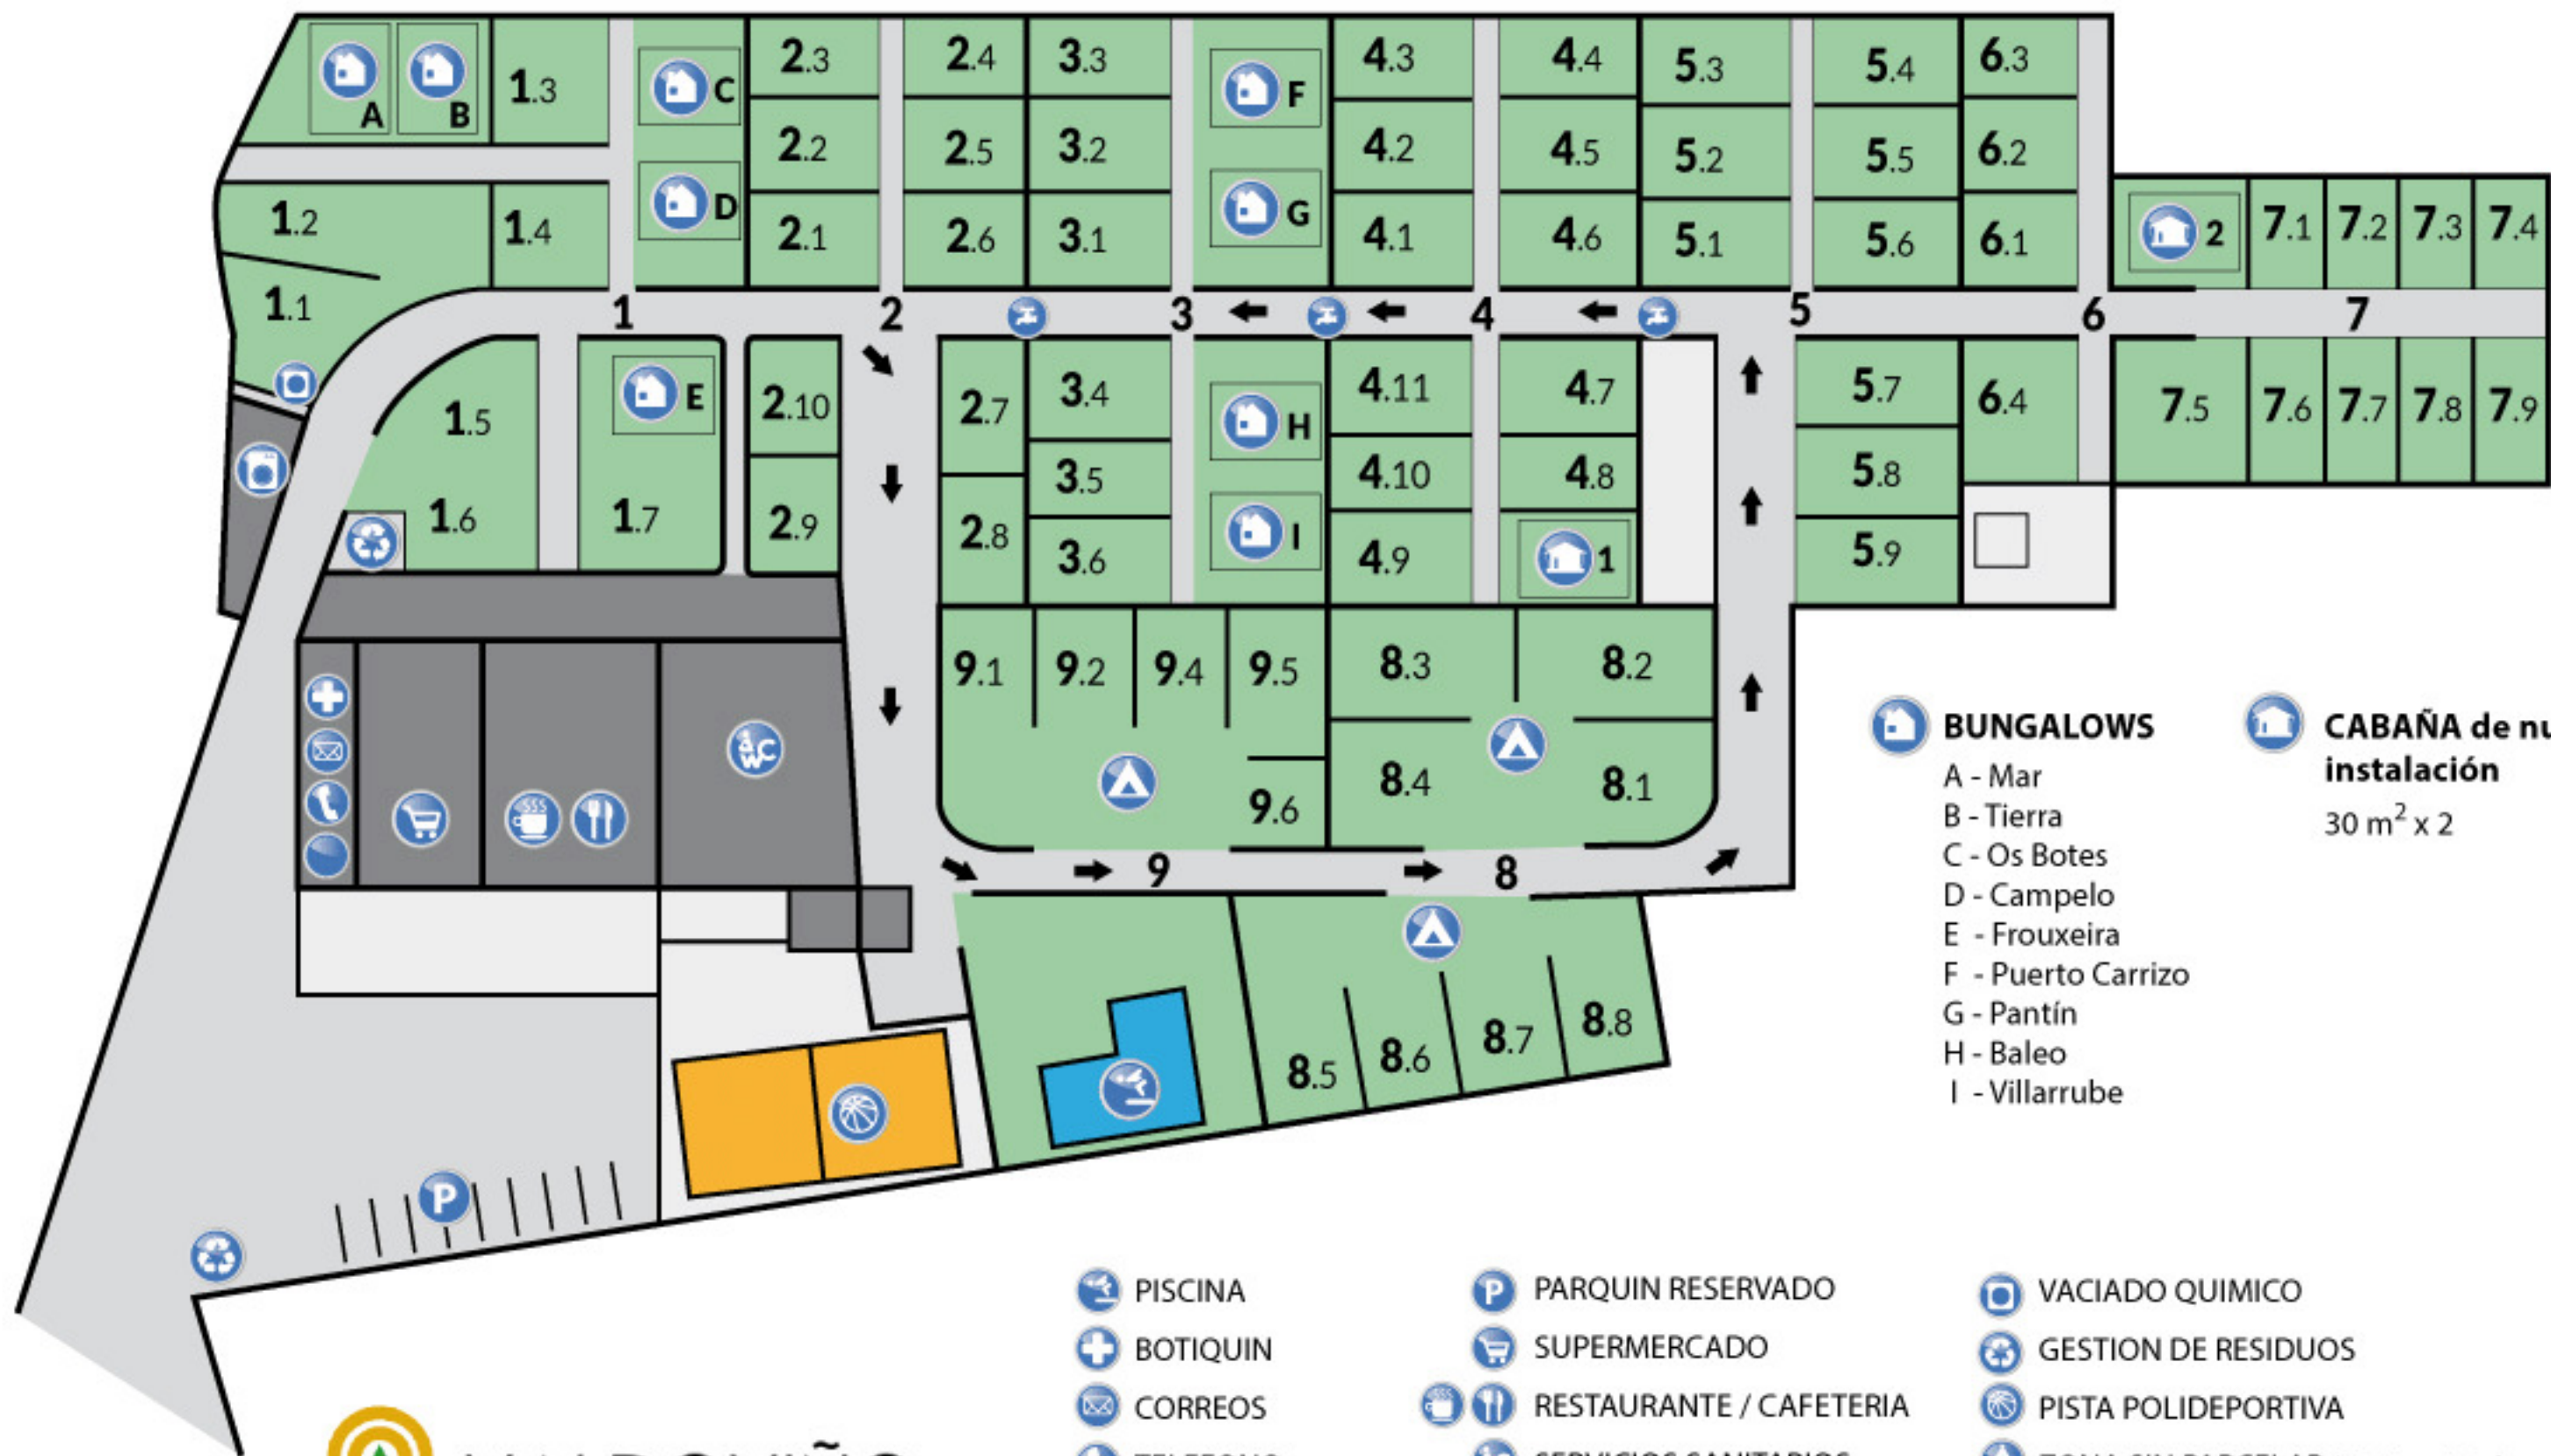 A B 1.3 C 2.3 2.4 3.3 F 4.3 4.4 5.3 5.4 6.3
2.2 2.5 3.2 4.2 4.5 5.2 5.5 6.2
1.2 1.4 D 2.1 2.6 3.1 G 4.1 4.6 5.1 5.6 6.1 2 7.1 7.2 7.3 7.4
1.1
1 2 3 4 5 6 7
1.5 E 2.10 2.7 3.4 H 4.11 4.7 5.7 6.4 7.5 7.6 7.7 7.8 7.9
3.5 4.10 4.8 5.8
1.6 1.7 2.9 2.8 3.6 I 4.9 1 5.9
9.1 9.2 9.4 9.5 8.3 8.2
WC
9.6 8.4 8.1
9 8
8.5 8.6 8.7 8.8
P
BUNGALOWS
A - Mar
B - Tierra
C - Os Botes
D - Campelo
E - Frouxeira
F - Puerto Carrizo
G - Pantín
H - Baleo
I - Villarrube
CABAÑA de
instalación
30 m² x 2
PISCINA
BOTIQUIN
CORREOS
P PARQUIN RESERVADO
SUPERMERCADO
RESTAURANTE / CAFETERIA
VACIADO QUIMICO
GESTION DE RESIDUOS
PISTA POLIDEPORTIVA